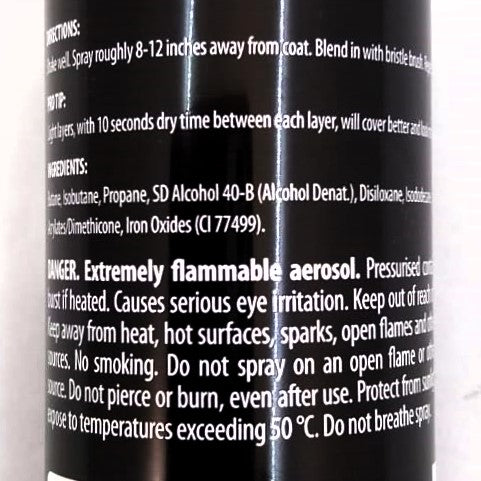 DIRECTIONS:
well. Spray roughly 8-12 inches away from coat. Blend in with bristle brush.
PRO TIP:
Light layers, with 10 seconds dry time between each layer, will cover better and
INGREDIENTS:
Butane, Isobutane, Propane, SD Alcohol 40-B (Alcohol Denat.), Disiloxane, Isododecane
Acrylates/Dimethicone, Iron Oxides (CI 77499).
DANGER. Extremely flammable aerosol. Pressurised
burst if heated. Causes serious eye irritation. Keep out of reach
Keep away from heat, hot surfaces, sparks, open flames and
sources. No smoking. Do not spray on an open flame or
source. Do not pierce or burn, even after use. Protect from
expose to temperatures exceeding 50 °C. Do not breathe spray.